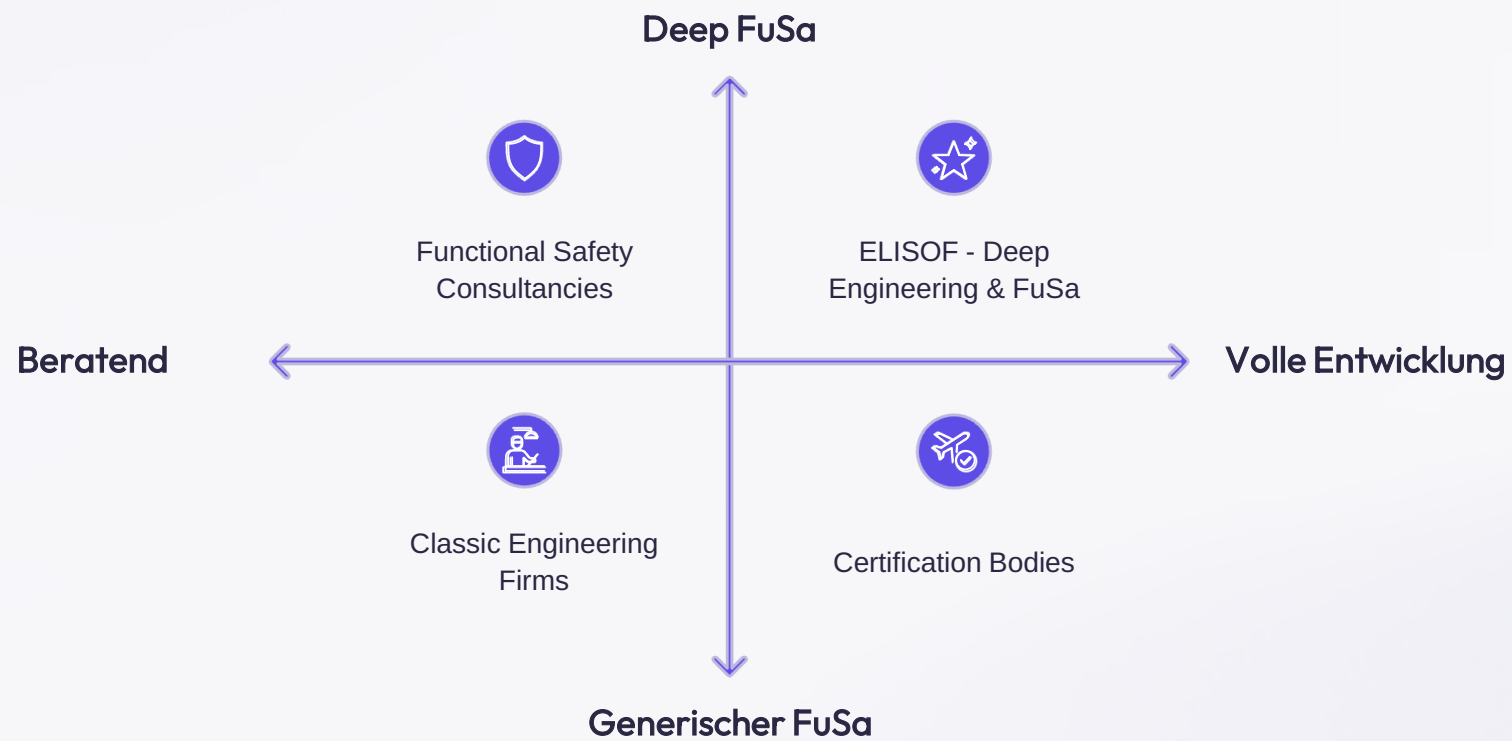 Deep FuSa
Functional Safety
Consultancies
ELISOF - Deep
Engineering & FuSa
Beratend
Volle Entwicklung
Classic Engineering
Firms
Certification Bodies
Generischer FuSa